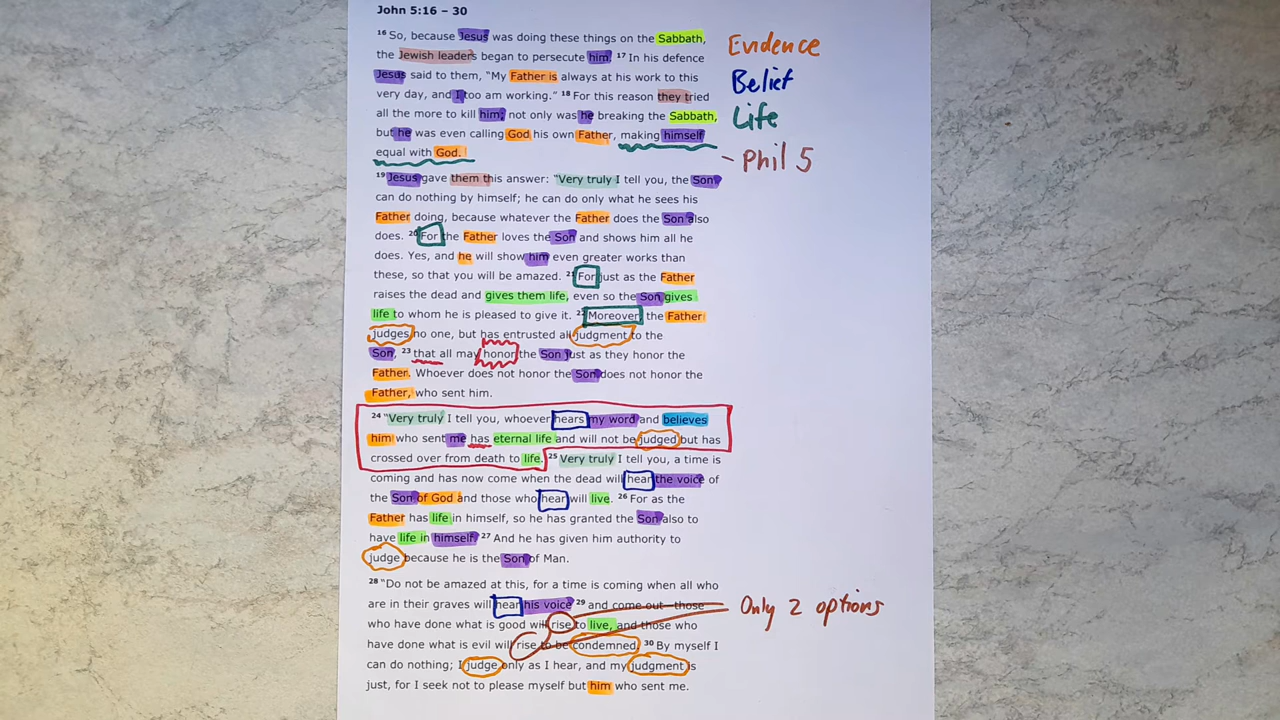 John 5:16 – 30
16 So, because Jesus was doing these things on the Sabbath,
the Jewish leaders began to persecute him. 17 In his defence
Jesus said to them, “My Father is always at his work to this
very day, and I too am working.” 18 For this reason they tried
all the more to kill him; not only was he breaking the Sabbath,
but he was even calling God his own Father, making himself
equal with God.
Evidence
Belief
Life
- Phil 5
19 Jesus gave them this answer: “Very truly I tell you, the Son
can do nothing by himself; he can do only what he sees his
Father doing, because whatever the Father does the Son also
does. 20 For the Father loves the Son and shows him all he
does. Yes, and he will show him even greater works than
these, so that you will be amazed. 21 For just as the Father
raises the dead and gives them life, even so the Son gives
life to whom he is pleased to give it. 22 Moreover, the Father
judges no one, but has entrusted all judgment to the
Son, 23 that all may honor the Son just as they honor the
Father. Whoever does not honor the Son does not honor the
Father, who sent him.
24 “Very truly I tell you, whoever hears my word and believes
him who sent me has eternal life and will not be judged but has
crossed over from death to life. 25 Very truly I tell you, a time is
coming and has now come when the dead will hear the voice of
the Son of God and those who hear will live. 26 For as the
Father has life in himself, so he has granted the Son also to
have life in himself. 27 And he has given him authority to
judge because he is the Son of Man.
28 “Do not be amazed at this, for a time is coming when all who
are in their graves will hear his voice 29 and come out—those
who have done what is good will rise to live, and those who
have done what is evil will rise to be condemned. 30 By myself I
can do nothing; I judge only as I hear, and my judgment is
just, for I seek not to please myself but him who sent me.
Only 2 options